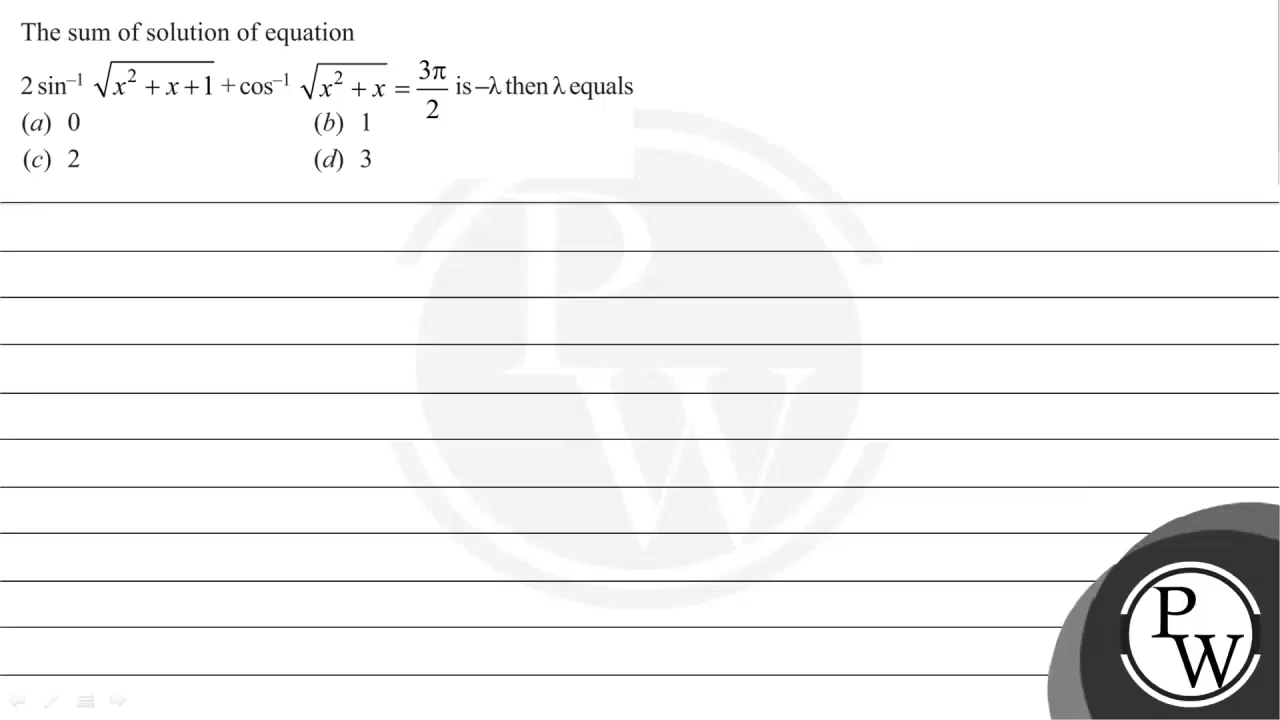 The sum of solution of equation
2 sin⁻¹ √(x² + x + 1) + cos⁻¹ √(x² + x) = 3π/2 is –λ then λ equals
(a) 0 (b) 1
(c) 2 (d) 3
P
W
P
W